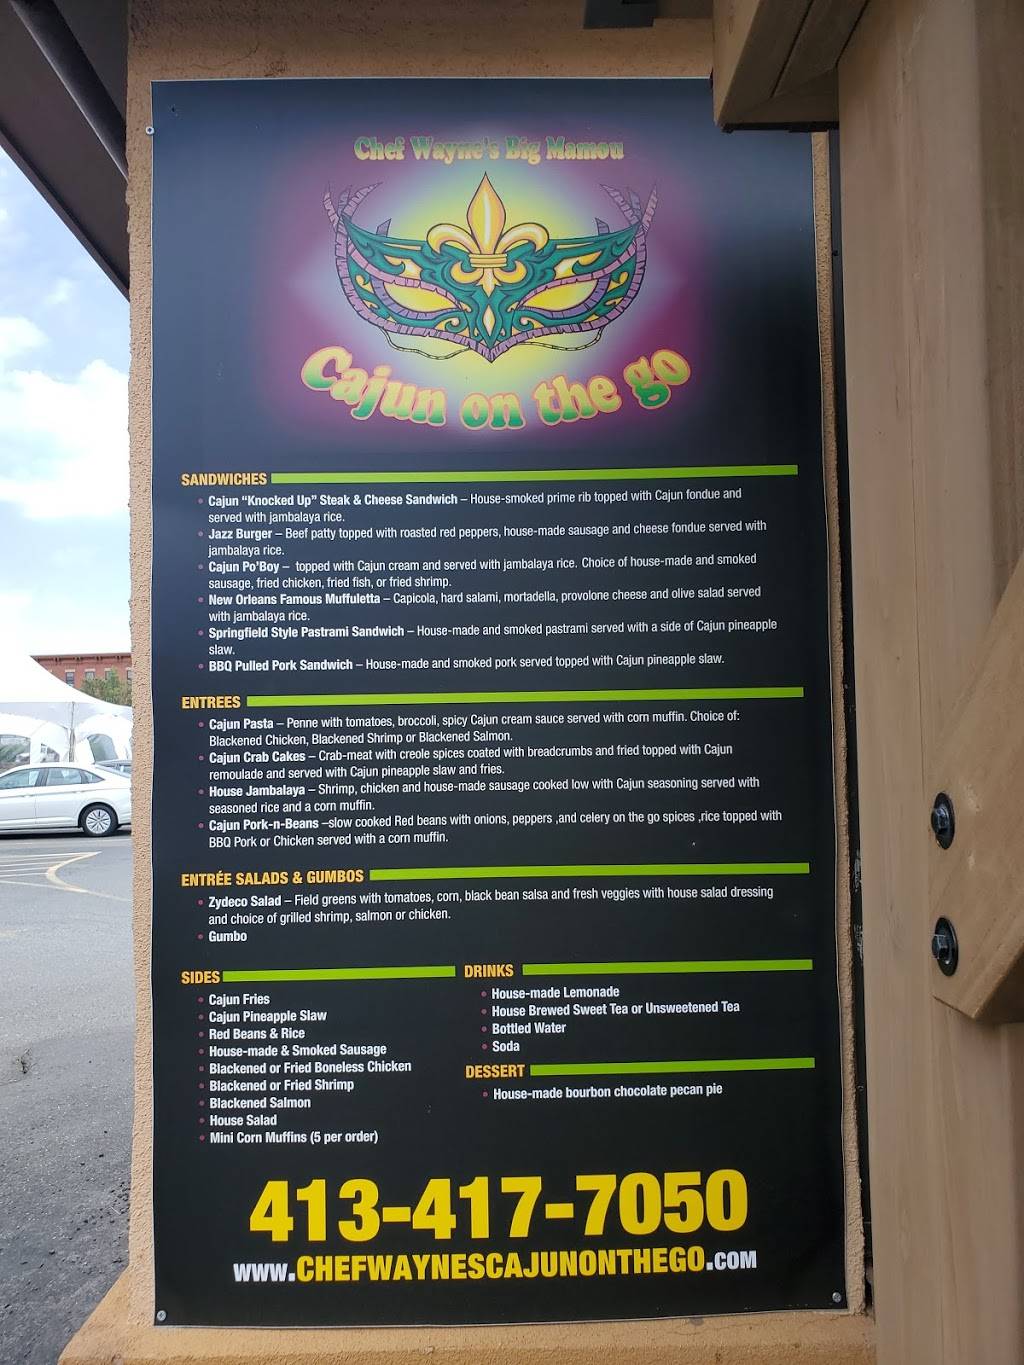 Chef Wayne's Big Mamou
Cajun on the go
SANDWICHES
• Cajun “Knocked Up” Steak & Cheese Sandwich – House-smoked prime rib topped with Cajun fondue and
served with jambalaya rice.
• Jazz Burger – Beef patty topped with roasted red peppers, house-made sausage and cheese fondue served with
jambalaya rice.
• Cajun Po'Boy – topped with Cajun cream and served with jambalaya rice. Choice of house-made and smoked
sausage, fried chicken, fried fish, or fried shrimp.
• New Orleans Famous Muffuletta – Capicola, hard salami, mortadella, provolone cheese and olive salad served
with jambalaya rice.
• Springfield Style Pastrami Sandwich – House-made and smoked pastrami served with a side of Cajun pineapple
slaw.
• BBQ Pulled Pork Sandwich – House-made and smoked pork served topped with Cajun pineapple slaw.
ENTREES
• Cajun Pasta – Penne with tomatoes, broccoli, spicy Cajun cream sauce served with corn muffin. Choice of:
Blackened Chicken, Blackened Shrimp or Blackened Salmon.
• Cajun Crab Cakes – Crab-meat with creole spices coated with breadcrumbs and fried topped with Cajun
remoulade and served with Cajun pineapple slaw and fries.
• House Jambalaya – Shrimp, chicken and house-made sausage cooked low with Cajun seasoning served with
seasoned rice and a corn muffin.
• Cajun Pork-n-Beans –slow cooked Red beans with onions, peppers ,and celery on the go spices ,rice topped with
BBQ Pork or Chicken served with a corn muffin.
ENTRÉE SALADS & GUMBOS
• Zydeco Salad – Field greens with tomatoes, corn, black bean salsa and fresh veggies with house salad dressing
and choice of grilled shrimp, salmon or chicken.
• Gumbo
SIDES
• Cajun Fries
• Cajun Pineapple Slaw
• Red Beans & Rice
• House-made & Smoked Sausage
• Blackened or Fried Boneless Chicken
• Blackened or Fried Shrimp
• Blackened Salmon
• House Salad
• Mini Corn Muffins (5 per order)
DRINKS
• House-made Lemonade
• House Brewed Sweet Tea or Unsweetened Tea
• Bottled Water
• Soda
DESSERT
• House-made bourbon chocolate pecan pie
413-417-7050
WWW.CHEFWAYNESCAJUNONTHEGO.COM